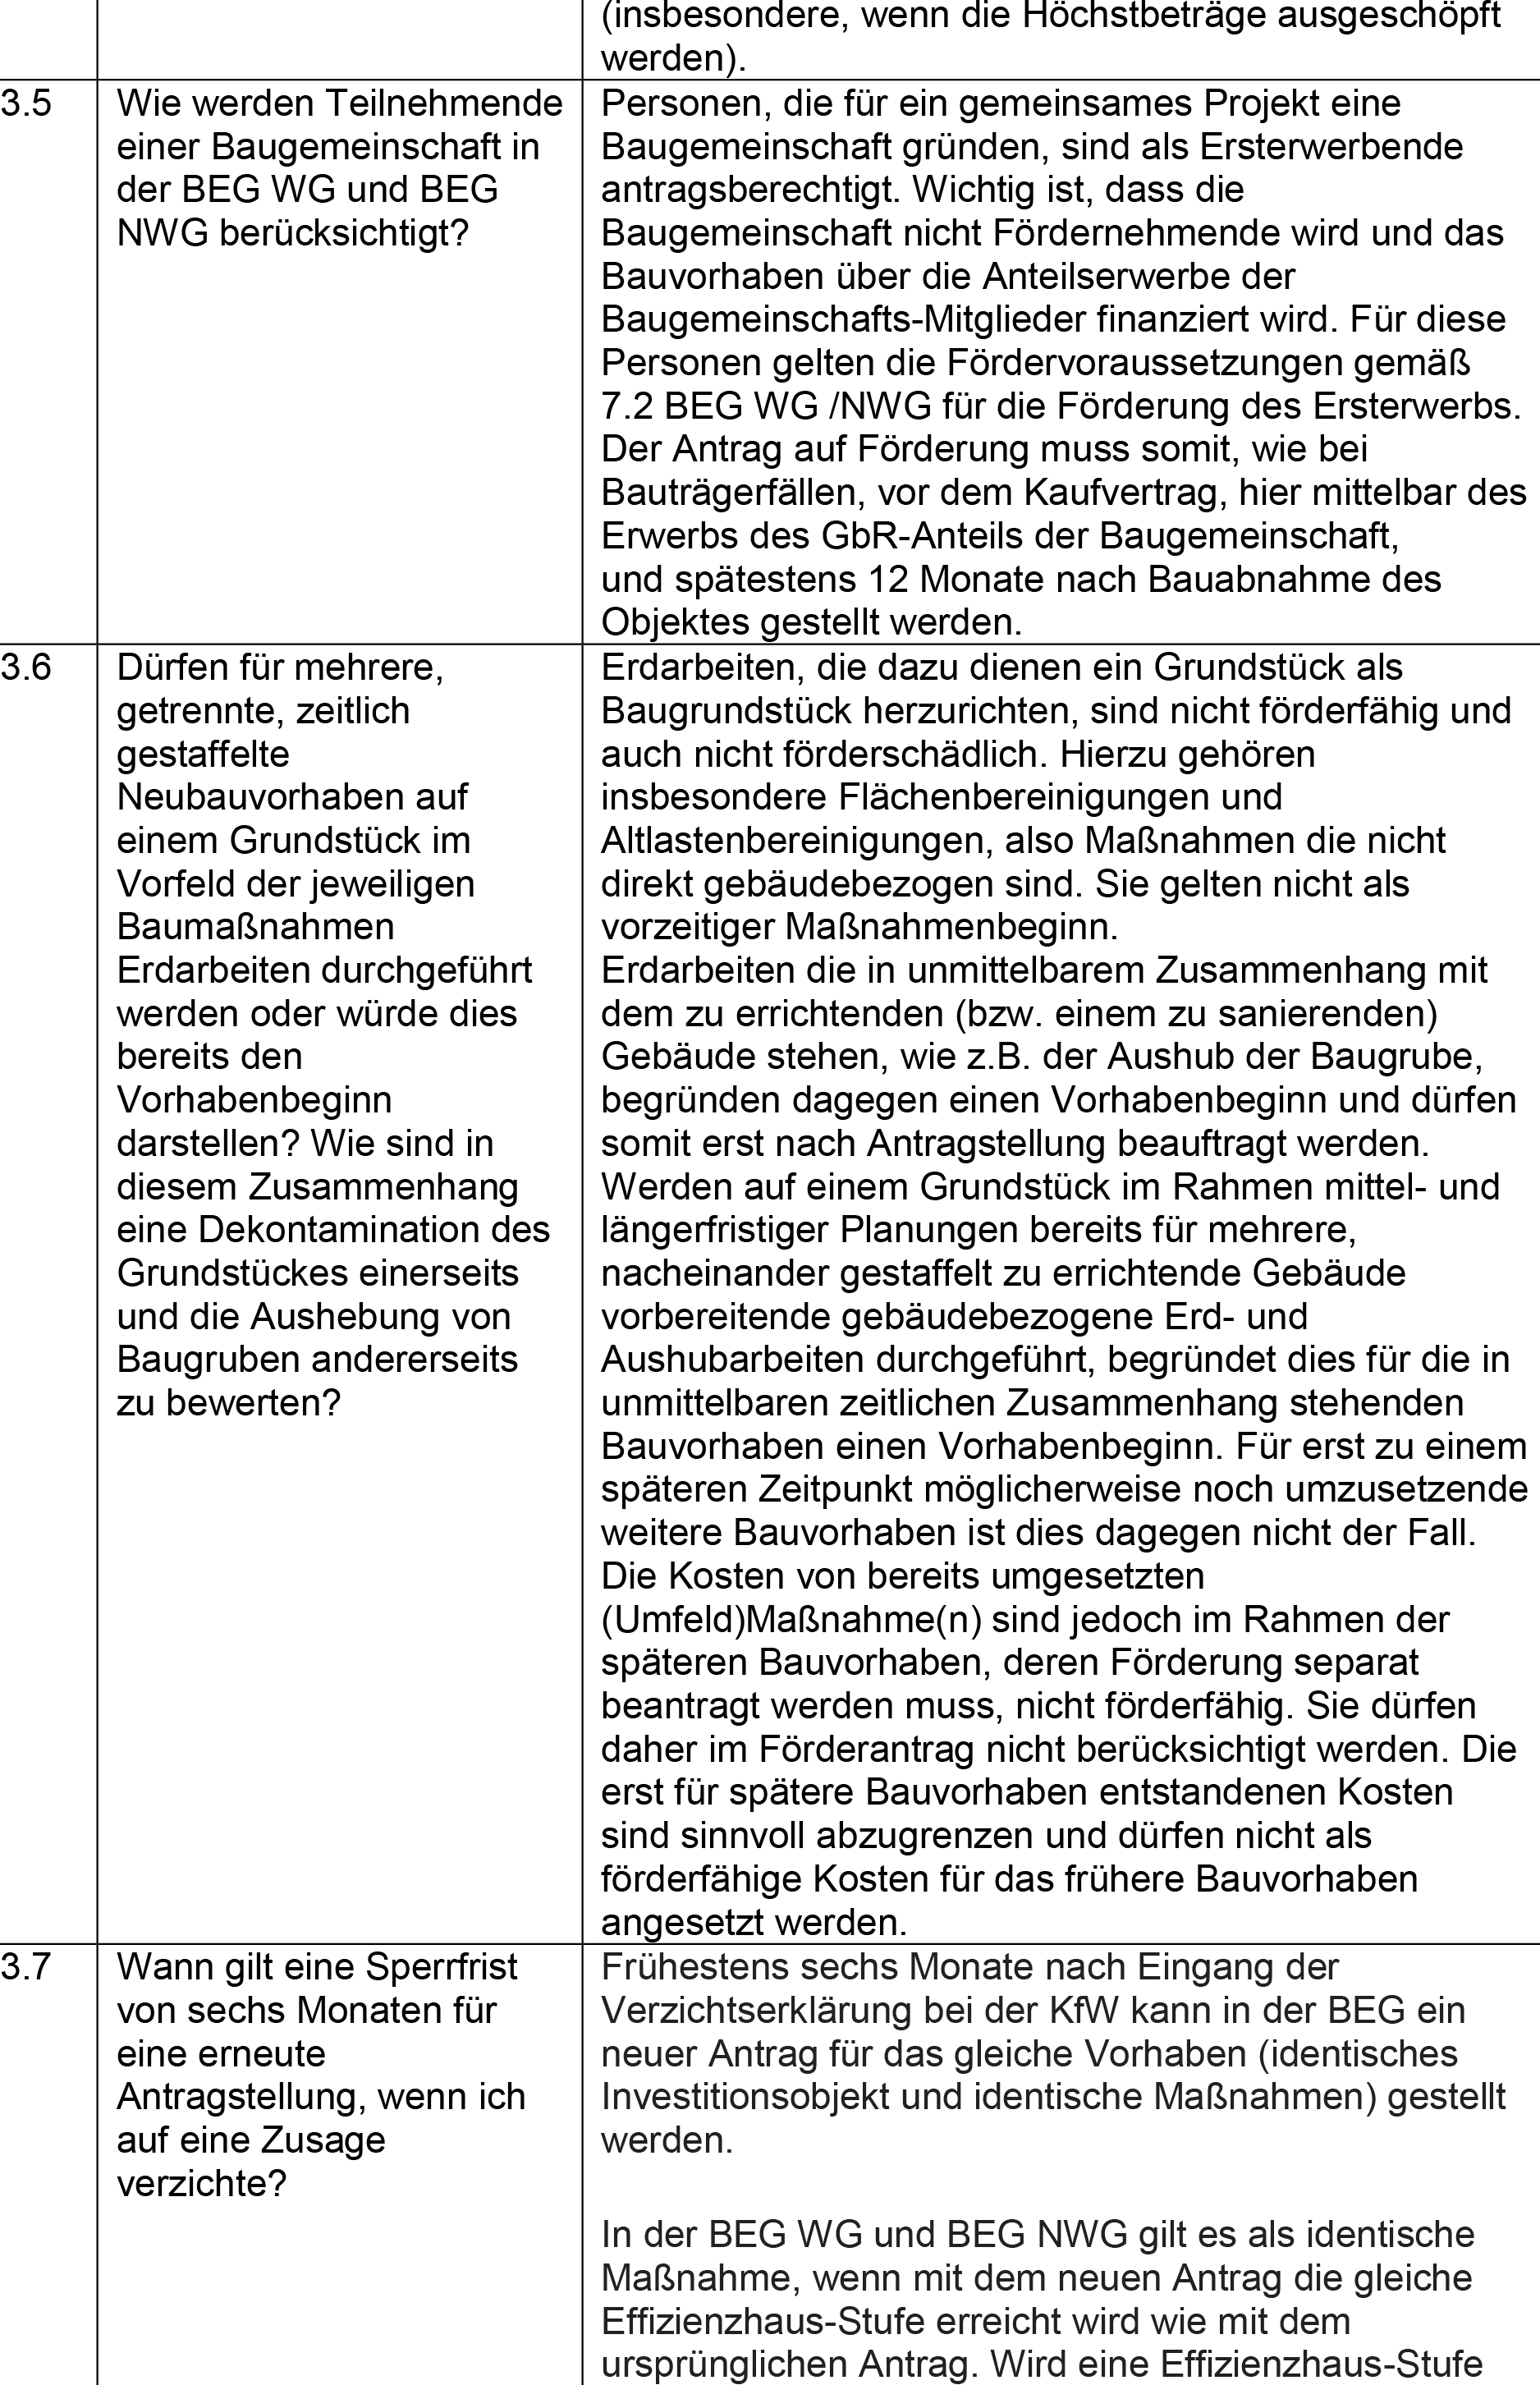 (insbesondere, wenn die Höchstbeträge ausgeschöpft
werden).
3.5
Wie werden Teilnehmende
einer Baugemeinschaft in
der BEG WG und BEG
NWG berücksichtigt?
Personen, die für ein gemeinsames Projekt eine
Baugemeinschaft gründen, sind als Ersterwerbende
antragsberechtigt. Wichtig ist, dass die
Baugemeinschaft nicht Fördernehmende wird und das
Bauvorhaben über die Anteilserwerbe der
Baugemeinschafts-Mitglieder finanziert wird. Für diese
Personen gelten die Fördervoraussetzungen gemäß
7.2 BEG WG /NWG für die Förderung des Ersterwerbs.
Der Antrag auf Förderung muss somit, wie bei
Bauträgerfällen, vor dem Kaufvertrag, hier mittelbar des
Erwerbs des GbR-Anteils der Baugemeinschaft,
und spätestens 12 Monate nach Bauabnahme des
Objektes gestellt werden.
3.6
Dürfen für mehrere,
getrennte, zeitlich
gestaffelte
Neubauvorhaben auf
einem Grundstück im
Vorfeld der jeweiligen
Baumaßnahmen
Erdarbeiten durchgeführt
werden oder würde dies
bereits den
Vorhabenbeginn
darstellen? Wie sind in
diesem Zusammenhang
eine Dekontamination des
Grundstückes einerseits
und die Aushebung von
Baugruben andererseits
zu bewerten?
Erdarbeiten, die dazu dienen ein Grundstück als
Baugrundstück herzurichten, sind nicht förderfähig und
auch nicht förderschädlich. Hierzu gehören
insbesondere Flächenbereinigungen und
Altlastenbereinigungen, also Maßnahmen die nicht
direkt gebäudebezogen sind. Sie gelten nicht als
vorzeitiger Maßnahmenbeginn.
Erdarbeiten die in unmittelbarem Zusammenhang mit
dem zu errichtenden (bzw. einem zu sanierenden)
Gebäude stehen, wie z.B. der Aushub der Baugrube,
begründen dagegen einen Vorhabenbeginn und dürfen
somit erst nach Antragstellung beauftragt werden.
Werden auf einem Grundstück im Rahmen mittel- und
längerfristiger Planungen bereits für mehrere,
nacheinander gestaffelt zu errichtende Gebäude
vorbereitende gebäudebezogene Erd- und
Aushubarbeiten durchgeführt, begründet dies für die in
unmittelbaren zeitlichen Zusammenhang stehenden
Bauvorhaben einen Vorhabenbeginn. Für erst zu einem
späteren Zeitpunkt möglicherweise noch umzusetzende
weitere Bauvorhaben ist dies dagegen nicht der Fall.
Die Kosten von bereits umgesetzten
(Umfeld)Maßnahme(n) sind jedoch im Rahmen der
späteren Bauvorhaben, deren Förderung separat
beantragt werden muss, nicht förderfähig. Sie dürfen
daher im Förderantrag nicht berücksichtigt werden. Die
erst für spätere Bauvorhaben entstandenen Kosten
sind sinnvoll abzugrenzen und dürfen nicht als
förderfähige Kosten für das frühere Bauvorhaben
angesetzt werden.
3.7
Wann gilt eine Sperrfrist
von sechs Monaten für
eine erneute
Antragstellung, wenn ich
auf eine Zusage
verzichte?
Frühestens sechs Monate nach Eingang der
Verzichtserklärung bei der KfW kann in der BEG ein
neuer Antrag für das gleiche Vorhaben (identisches
Investitionsobjekt und identische Maßnahmen) gestellt
werden.
In der BEG WG und BEG NWG gilt es als identische
Maßnahme, wenn mit dem neuen Antrag die gleiche
Effizienzhaus-Stufe erreicht wird wie mit dem
ursprünglichen Antrag. Wird eine Effizienzhaus-Stufe